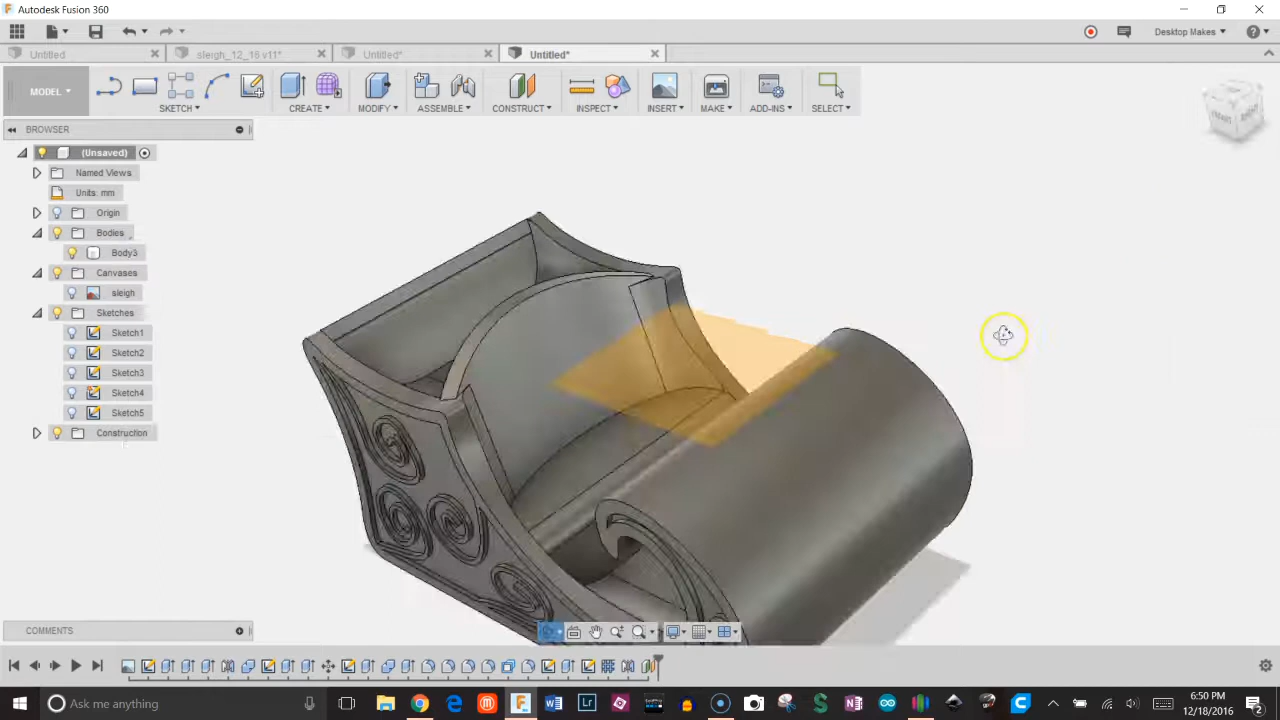 Autodesk Fusion 360
Desktop Makes
Untitled
sleigh_12_16 v11*
Untitled*
Untitled*
MODEL
SKETCH
CREATE
MODIFY
ASSEMBLE
CONSTRUCT
INSPECT
INSERT
MAKE
ADD-INS
SELECT
BROWSER
(Unsaved)
Named Views
Units: mm
Origin
Bodies
Body3
Canvases
sleigh
Sketches
Sketch1
Sketch2
Sketch3
Sketch4
Sketch5
Construction
COMMENTS
Ask me anything
6:50 PM
12/18/2016